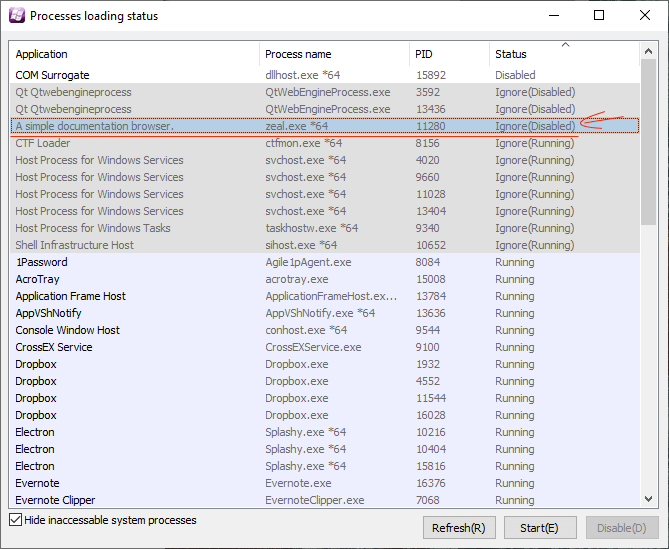 Processes loading status
Application Process name PID Status
COM Surrogate dllhost.exe *64 15892 Disabled
Qt Qtwebengineprocess QtWebEngineProcess.exe 3592 Ignore(Disabled)
Qt Qtwebengineprocess QtWebEngineProcess.exe 13436 Ignore(Disabled)
A simple documentation browser. zeal.exe *64 11280 Ignore(Disabled)
CTF Loader ctfmon.exe *64 8156 Ignore(Running)
Host Process for Windows Services svchost.exe *64 4020 Ignore(Running)
Host Process for Windows Services svchost.exe *64 9660 Ignore(Running)
Host Process for Windows Services svchost.exe *64 11028 Ignore(Running)
Host Process for Windows Services svchost.exe *64 13404 Ignore(Running)
Host Process for Windows Tasks taskhostw.exe *64 9340 Ignore(Running)
Shell Infrastructure Host sihost.exe *64 10652 Ignore(Running)
1Password Agile1pAgent.exe 8084 Running
AcroTray acrotray.exe 15008 Running
Application Frame Host ApplicationFrameHost.ex... 13784 Running
AppVShNotify AppVShNotify.exe *64 13636 Running
Console Window Host conhost.exe *64 9544 Running
CrossEX Service CrossEXService.exe 9100 Running
Dropbox Dropbox.exe 1932 Running
Dropbox Dropbox.exe 4552 Running
Dropbox Dropbox.exe 11544 Running
Dropbox Dropbox.exe 16028 Running
Electron Splashy.exe *64 10216 Running
Electron Splashy.exe *64 10404 Running
Electron Splashy.exe *64 15816 Running
Evernote Evernote.exe 16376 Running
Evernote Clipper EvernoteClipper.exe 7068 Running
Hide inaccessable system processes
Refresh(R) Start(E) Disable(D)